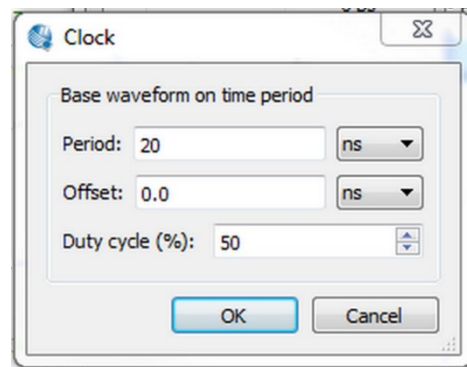 Clock
Base waveform on time period
Period: 20 ns
Offset: 0.0 ns
Duty cycle (%): 50
OK Cancel